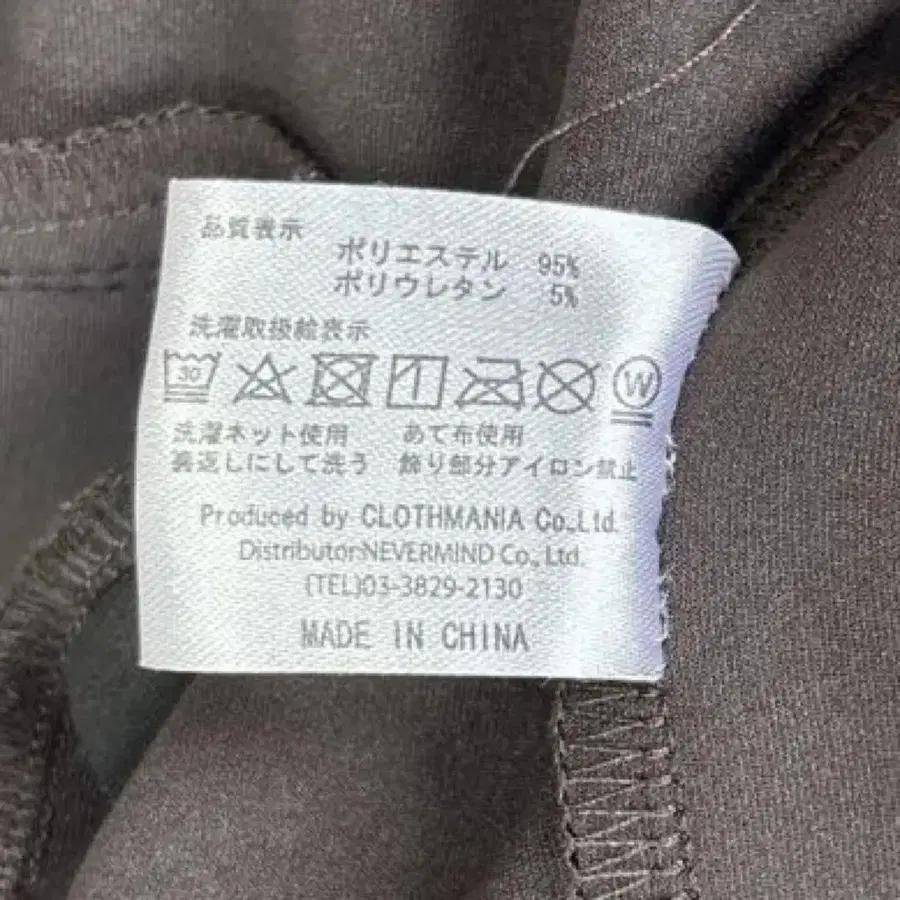 品質表示
ポリエステル 95%
ポリウレタン 5%
洗濯取扱絵表示
30 W
洗濯ネット使用 あて布使用
裏返しにして洗う 飾り部分アイロン禁止
Produced by CLOTHMANIA Co.,Ltd.
Distributor:NEVERMIND Co., Ltd.
(TEL)03-3829-2130
MADE IN CHINA